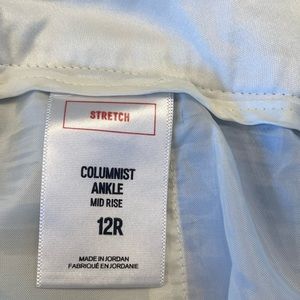 STRETCH
COLUMNIST
ANKLE
MID RISE
12R
MADE IN JORDAN
FABRIQUÉ EN JORDANIE